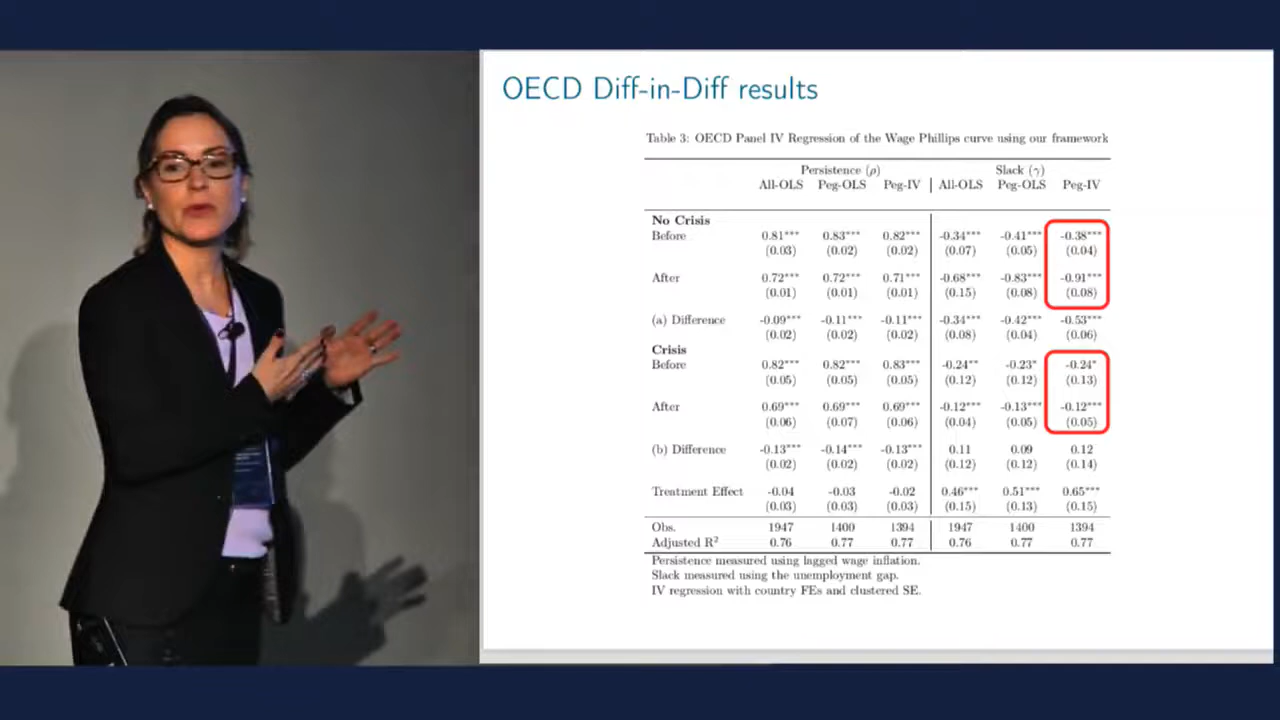 OECD Diff-in-Diff results
Table 3: OECD Panel IV Regression of the Wage Phillips curve using our framework
Persistence (ρ) Slack (γ)
All-OLS Peg-OLS Peg-IV All-OLS Peg-OLS Peg-IV
No Crisis
Before 0.81*** 0.83*** 0.82*** -0.34*** -0.41*** -0.38***
(0.03) (0.02) (0.02) (0.07) (0.05) (0.04)
After 0.72*** 0.72*** 0.71*** -0.68*** -0.83*** -0.91***
(0.01) (0.01) (0.01) (0.15) (0.08) (0.08)
(a) Difference -0.09*** -0.11*** -0.11*** -0.34*** -0.42*** -0.53***
(0.02) (0.02) (0.02) (0.08) (0.04) (0.06)
Crisis
Before 0.82*** 0.82*** 0.83*** -0.24** -0.23* -0.24*
(0.05) (0.05) (0.05) (0.12) (0.12) (0.13)
After 0.69*** 0.69*** 0.69*** -0.12*** -0.13*** -0.12***
(0.06) (0.07) (0.06) (0.04) (0.05) (0.05)
(b) Difference -0.13*** -0.14*** -0.13*** 0.11 0.09 0.12
(0.02) (0.02) (0.02) (0.12) (0.12) (0.14)
Treatment Effect -0.04 -0.03 -0.02 0.46*** 0.51*** 0.65***
(0.03) (0.03) (0.03) (0.15) (0.13) (0.15)
Obs. 1947 1400 1394 1947 1400 1394
Adjusted R² 0.76 0.77 0.77 0.76 0.77 0.77
Persistence measured using lagged wage inflation.
Slack measured using the unemployment gap.
IV regression with country FEs and clustered SE.